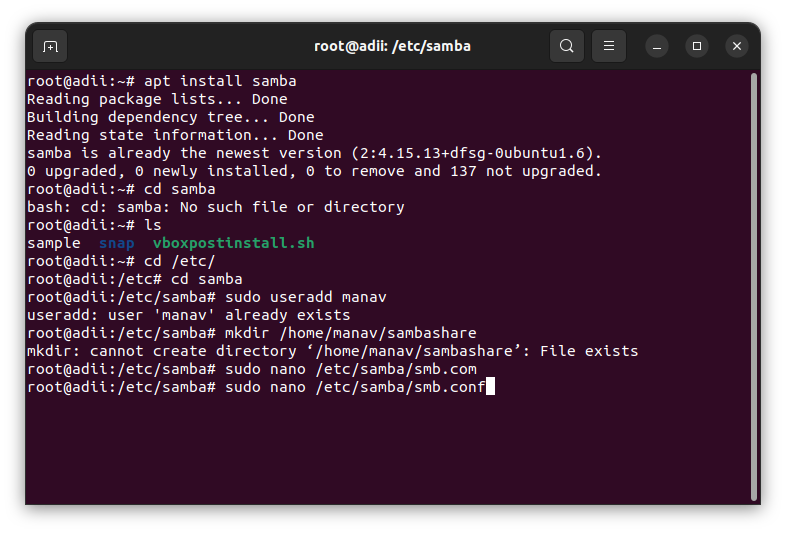 root@adii: /etc/samba
root@adii:~# apt install samba
Reading package lists... Done
Building dependency tree... Done
Reading state information... Done
samba is already the newest version (2:4.15.13+dfsg-0ubuntu1.6).
0 upgraded, 0 newly installed, 0 to remove and 137 not upgraded.
root@adii:~# cd samba
bash: cd: samba: No such file or directory
root@adii:~# ls
sample  snap  vboxpostinstall.sh
root@adii:~# cd /etc/
root@adii:/etc# cd samba
root@adii:/etc/samba# sudo useradd manav
useradd: user 'manav' already exists
root@adii:/etc/samba# mkdir /home/manav/sambashare
mkdir: cannot create directory ‘/home/manav/sambashare’: File exists
root@adii:/etc/samba# sudo nano /etc/samba/smb.com
root@adii:/etc/samba# sudo nano /etc/samba/smb.conf